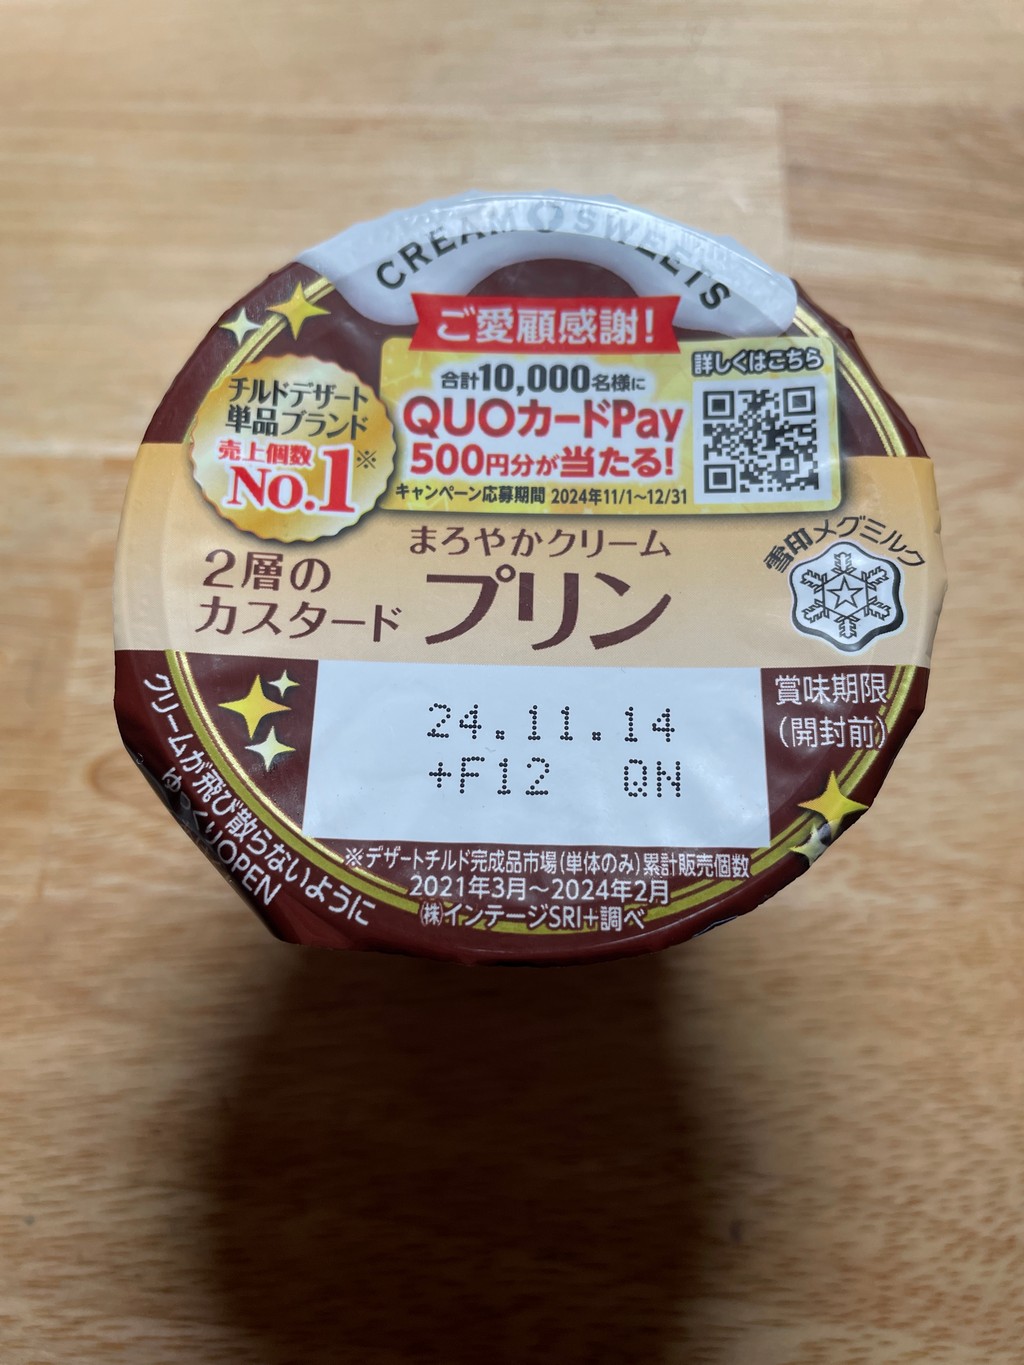 CREAM SWEETS
ご愛顧感謝!
合計10,000名様に
QUOカードPay
500円分が当たる!
キャンペーン応募期間 2024年11/1~12/31
詳しくはこちら
チルドデザート
単品ブランド
売上個数
No.1※
まろやかクリーム
2層の
カスタード
プリン
雪印メグミルク
24.11.14
+F12 QN
賞味期限
(開封前)
クリームが飛び散らないように
ゆっくりOPEN
※デザートチルド完成品市場(単体のみ)累計販売個数
2021年3月~2024年2月
㈱インテージSRI+調べ